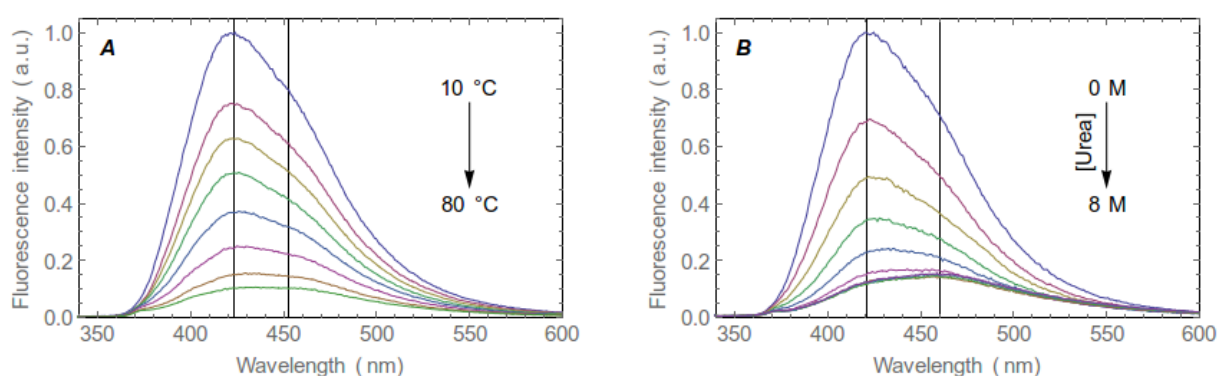 A
10 °C
80 °C
Fluorescence intensity ( a.u.)
1.0
0.8
0.6
0.4
0.2
0.0
350 400 450 500 550 600
Wavelength ( nm)
B
0 M
[Urea]
8 M
Fluorescence intensity ( a.u.)
1.0
0.8
0.6
0.4
0.2
0.0
350 400 450 500 550 600
Wavelength ( nm)